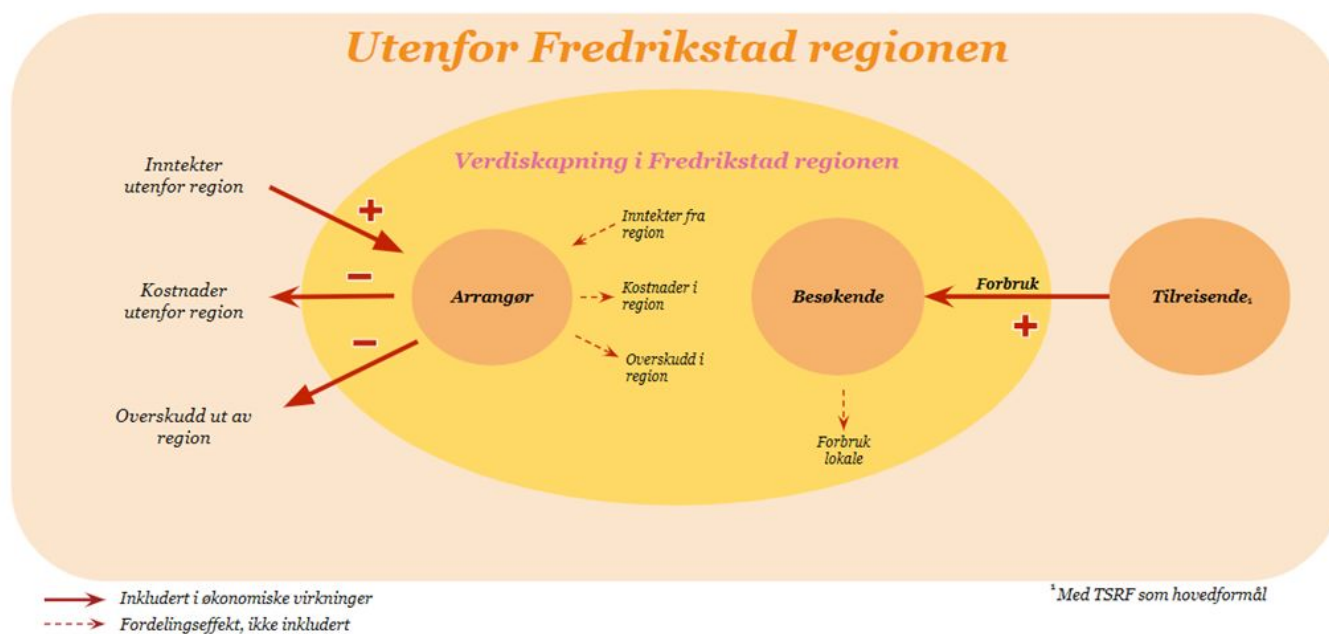 Utenfor Fredrikstad regionen
Verdiskapning i Fredrikstad regionen
Inntekter
utenfor region
+
Inntekter fra
region
−
Kostnader
utenfor region
Arrangør
Kostnader i
region
Besøkende
Forbruk
+
Tilreisende₁
−
Overskudd i
region
Overskudd ut av
region
Forbruk
lokale
Inkludert i økonomiske virkninger
Fordelingseffekt, ikke inkludert
¹Med TSRF som hovedformål